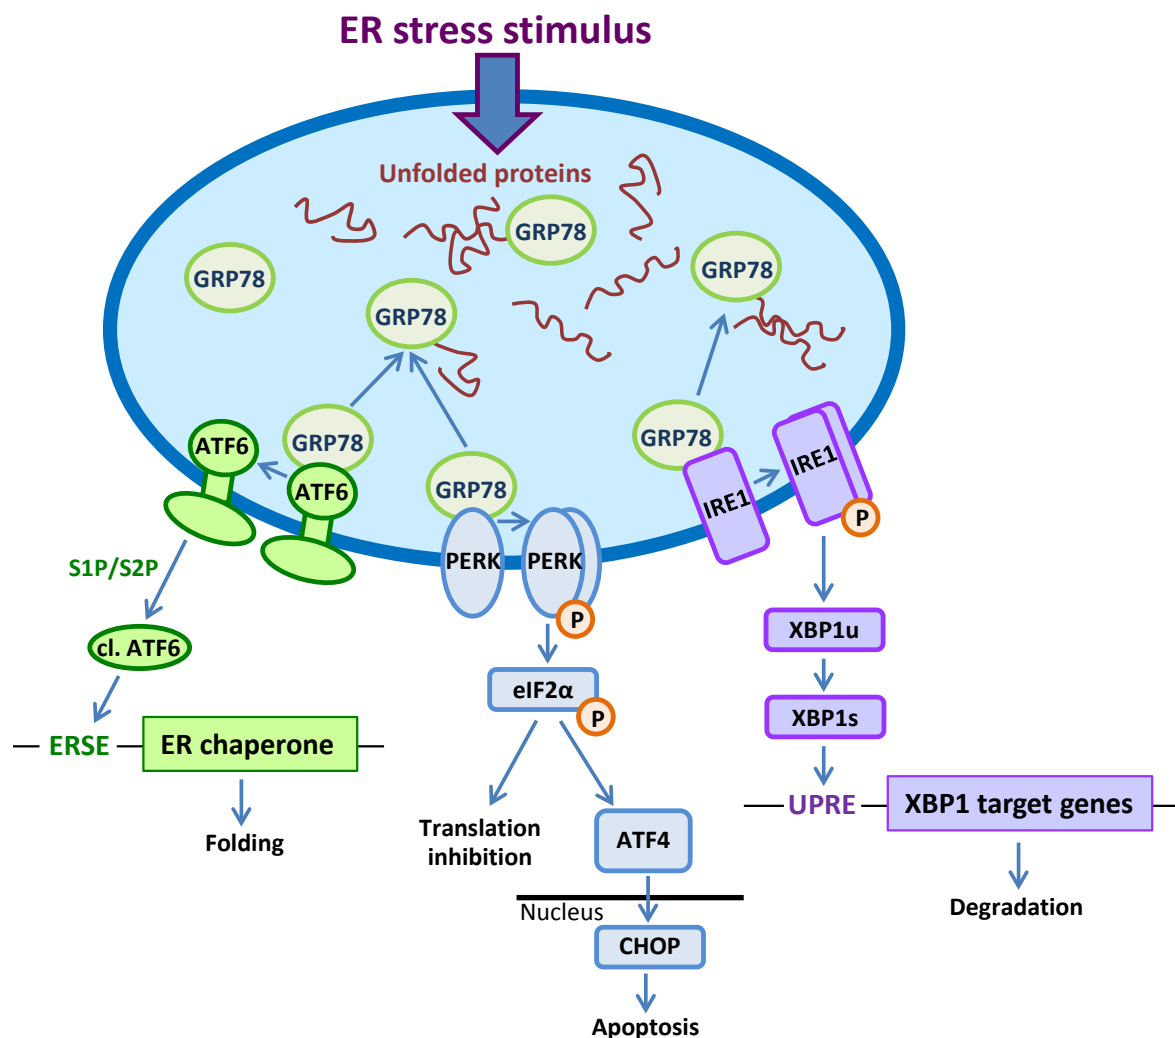 ER stress stimulus
Unfolded proteins
GRP78
GRP78
GRP78
GRP78
GRP78
GRP78
GRP78
ATF6
ATF6
IRE1
IRE1
P
PERK
PERK
P
S1P/S2P
cl. ATF6
eIF2α
P
XBP1u
XBP1s
ERSE
ER chaperone
UPRE
XBP1 target genes
Folding
Translation
inhibition
ATF4
Nucleus
CHOP
Degradation
Apoptosis